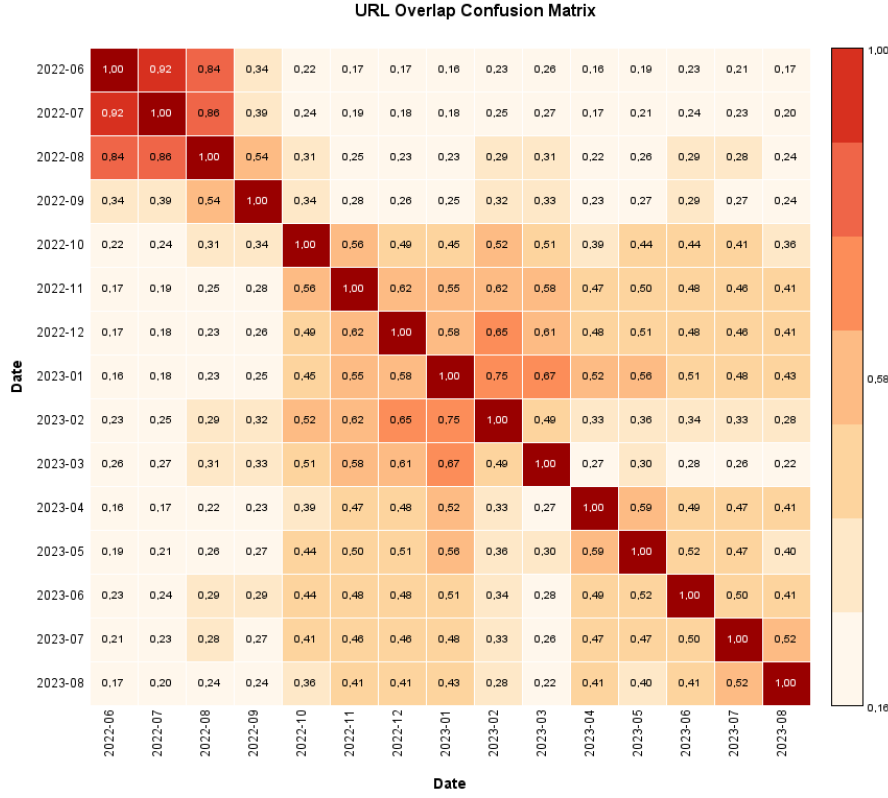 URL Overlap Confusion Matrix
2022-06 1,00 0,92 0,84 0,34 0,22 0,17 0,17 0,16 0,23 0,26 0,16 0,19 0,23 0,21 0,17
2022-07 0,92 1,00 0,86 0,39 0,24 0,19 0,18 0,18 0,25 0,27 0,17 0,21 0,24 0,23 0,20
2022-08 0,84 0,86 1,00 0,54 0,31 0,25 0,23 0,23 0,29 0,31 0,22 0,26 0,29 0,28 0,24
2022-09 0,34 0,39 0,54 1,00 0,34 0,28 0,26 0,25 0,32 0,33 0,23 0,27 0,29 0,27 0,24
2022-10 0,22 0,24 0,31 0,34 1,00 0,56 0,49 0,45 0,52 0,51 0,39 0,44 0,44 0,41 0,36
2022-11 0,17 0,19 0,25 0,28 0,56 1,00 0,62 0,55 0,62 0,58 0,47 0,50 0,48 0,46 0,41
2022-12 0,17 0,18 0,23 0,26 0,49 0,62 1,00 0,58 0,65 0,61 0,48 0,51 0,48 0,46 0,41
2023-01 0,16 0,18 0,23 0,25 0,45 0,55 0,58 1,00 0,75 0,67 0,52 0,56 0,51 0,48 0,43
2023-02 0,23 0,25 0,29 0,32 0,52 0,62 0,65 0,75 1,00 0,49 0,33 0,36 0,34 0,33 0,28
2023-03 0,26 0,27 0,31 0,33 0,51 0,58 0,61 0,67 0,49 1,00 0,27 0,30 0,28 0,26 0,22
2023-04 0,16 0,17 0,22 0,23 0,39 0,47 0,48 0,52 0,33 0,27 1,00 0,59 0,49 0,47 0,41
2023-05 0,19 0,21 0,26 0,27 0,44 0,50 0,51 0,56 0,36 0,30 0,59 1,00 0,52 0,47 0,40
2023-06 0,23 0,24 0,29 0,29 0,44 0,48 0,48 0,51 0,34 0,28 0,49 0,52 1,00 0,50 0,41
2023-07 0,21 0,23 0,28 0,27 0,41 0,46 0,46 0,48 0,33 0,26 0,47 0,47 0,50 1,00 0,52
2023-08 0,17 0,20 0,24 0,24 0,36 0,41 0,41 0,43 0,28 0,22 0,41 0,40 0,41 0,52 1,00
Date
2022-06 2022-07 2022-08 2022-09 2022-10 2022-11 2022-12 2023-01 2023-02 2023-03 2023-04 2023-05 2023-06 2023-07 2023-08
Date
1,00
0,58
0,16